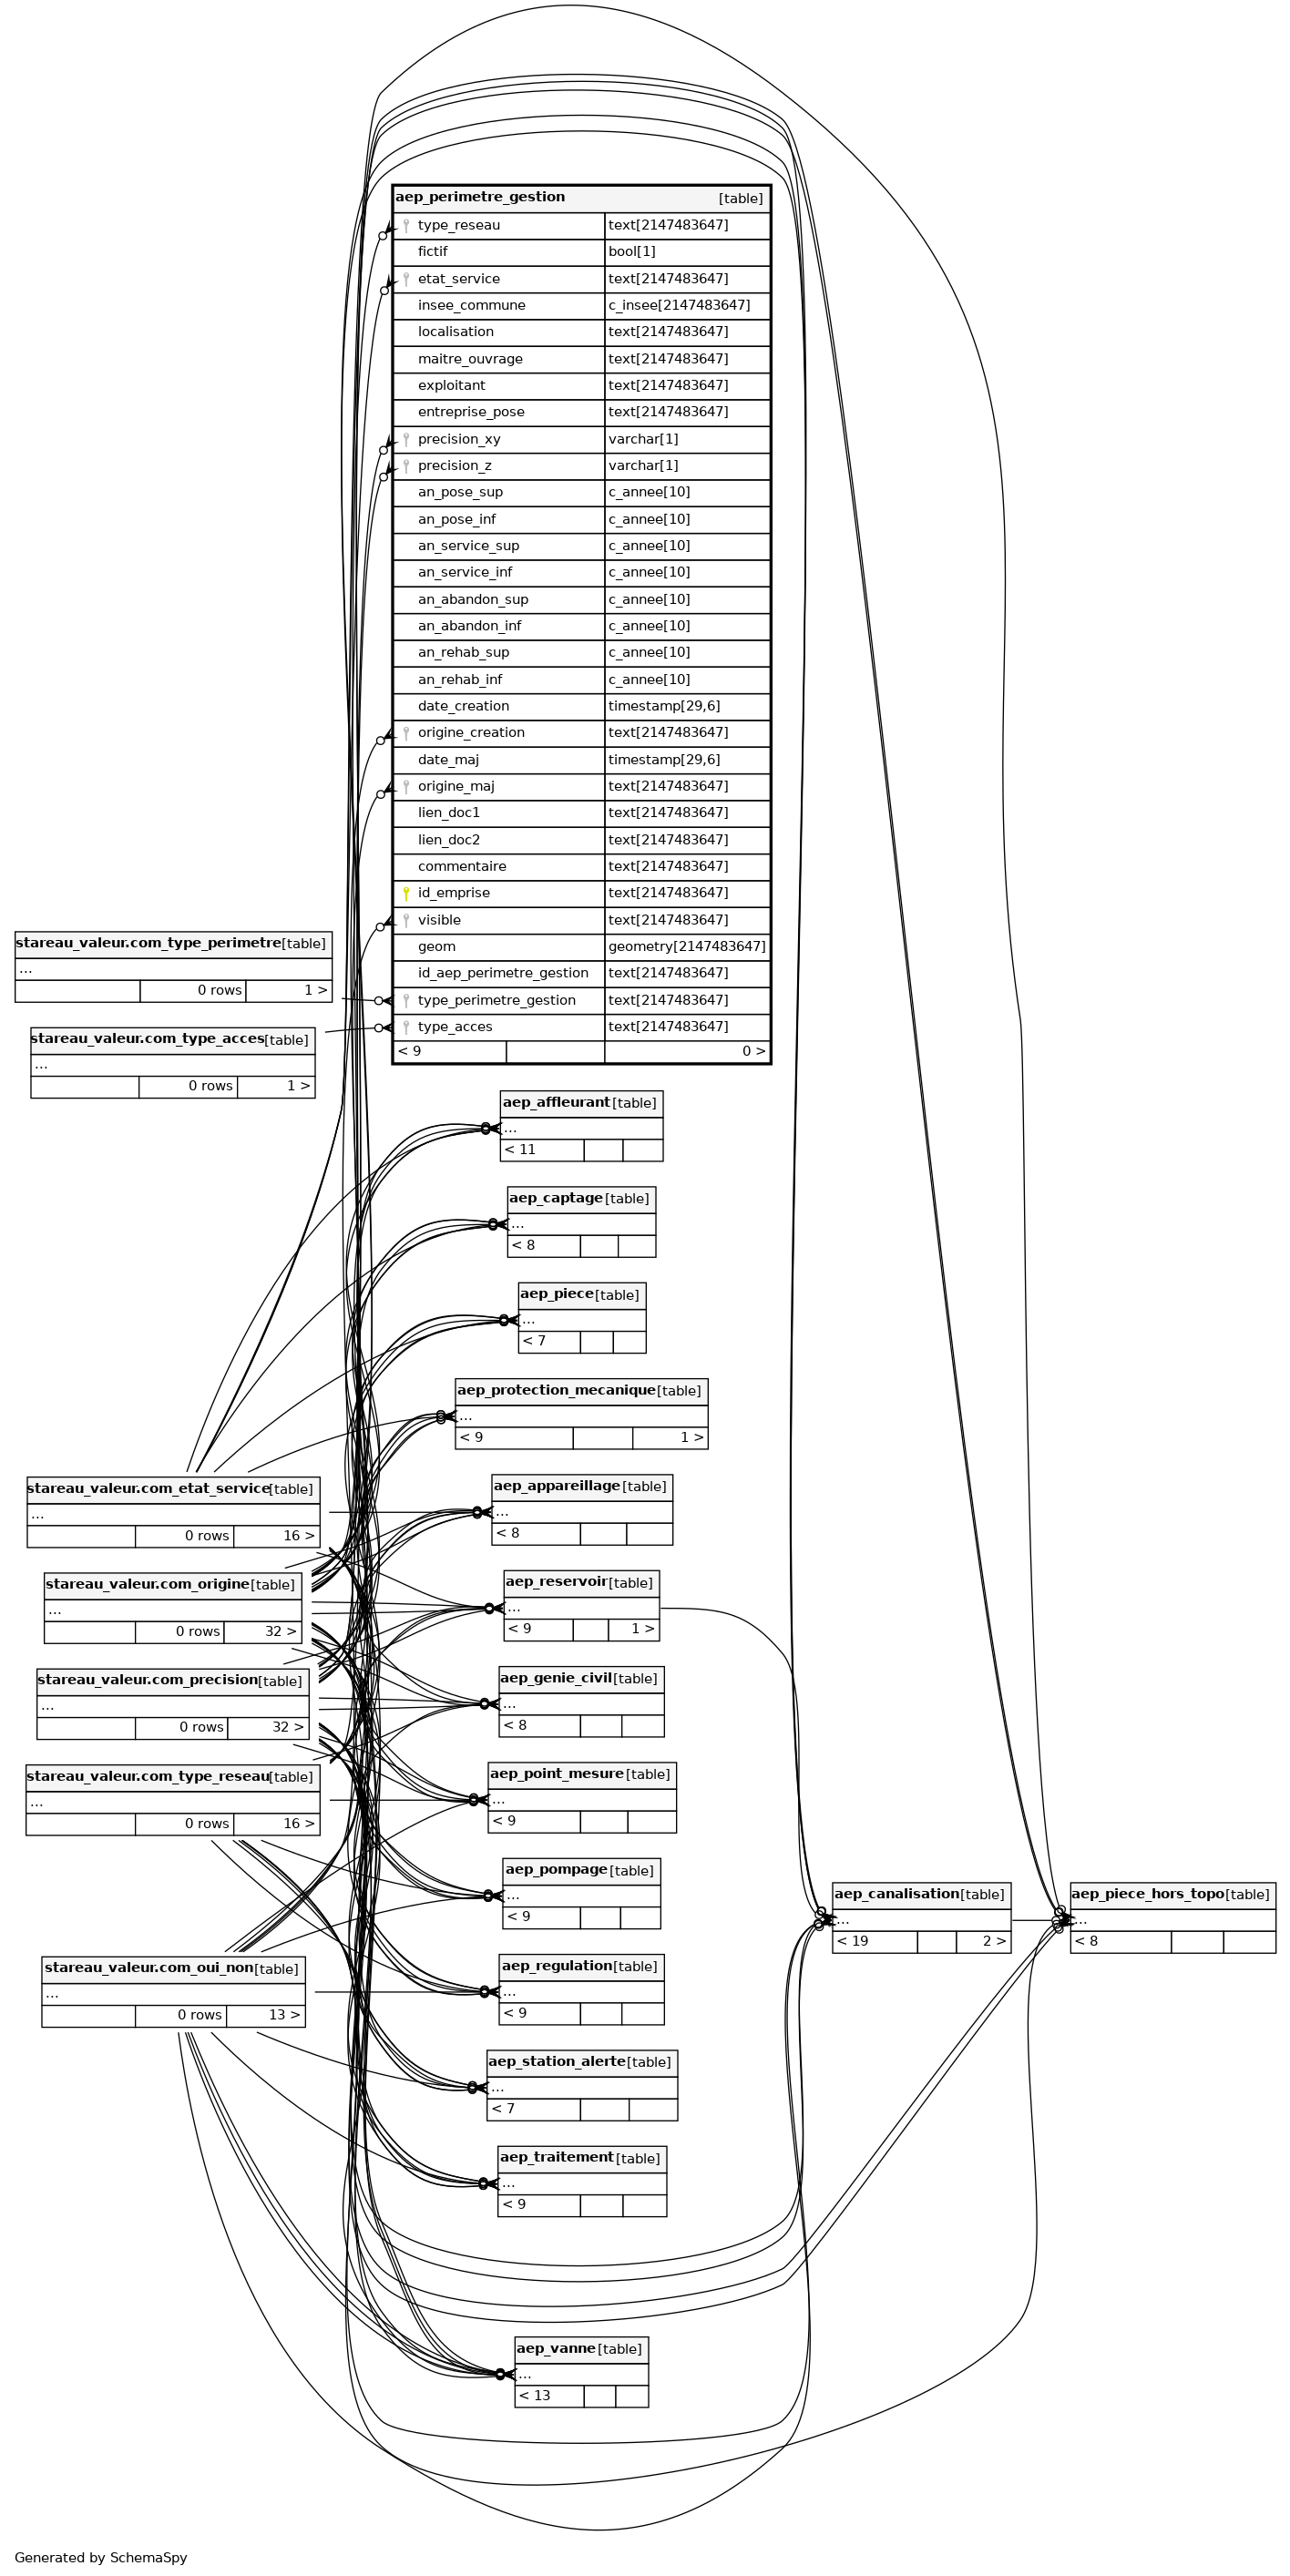 aep_perimetre_gestion [table]
type_reseau text[2147483647]
fictif bool[1]
etat_service text[2147483647]
insee_commune c_insee[2147483647]
localisation text[2147483647]
maitre_ouvrage text[2147483647]
exploitant text[2147483647]
entreprise_pose text[2147483647]
precision_xy varchar[1]
precision_z varchar[1]
an_pose_sup c_annee[10]
an_pose_inf c_annee[10]
an_service_sup c_annee[10]
an_service_inf c_annee[10]
an_abandon_sup c_annee[10]
an_abandon_inf c_annee[10]
an_rehab_sup c_annee[10]
an_rehab_inf c_annee[10]
date_creation timestamp[29,6]
origine_creation text[2147483647]
date_maj timestamp[29,6]
origine_maj text[2147483647]
lien_doc1 text[2147483647]
lien_doc2 text[2147483647]
commentaire text[2147483647]
id_emprise text[2147483647]
visible text[2147483647]
geom geometry[2147483647]
id_aep_perimetre_gestion text[2147483647]
type_perimetre_gestion text[2147483647]
type_acces text[2147483647]
< 9 0 >
stareau_valeur.com_type_perimetre [table]
...
0 rows 1 >
stareau_valeur.com_type_acces [table]
...
0 rows 1 >
aep_affleurant [table]
...
< 11
aep_captage [table]
...
< 8
aep_piece [table]
...
< 7
aep_protection_mecanique [table]
...
< 9 1 >
aep_appareillage [table]
...
< 8
aep_reservoir [table]
...
< 9 1 >
aep_genie_civil [table]
...
< 8
aep_point_mesure [table]
...
< 9
aep_pompage [table]
...
< 9
aep_regulation [table]
...
< 9
aep_station_alerte [table]
...
< 7
aep_traitement [table]
...
< 9
aep_vanne [table]
...
< 13
stareau_valeur.com_etat_service [table]
...
0 rows 16 >
stareau_valeur.com_origine [table]
...
0 rows 32 >
stareau_valeur.com_precision [table]
...
0 rows 32 >
stareau_valeur.com_type_reseau [table]
...
0 rows 16 >
stareau_valeur.com_oui_non [table]
...
0 rows 13 >
aep_canalisation [table]
...
< 19 2 >
aep_piece_hors_topo [table]
...
< 8
Generated by SchemaSpy